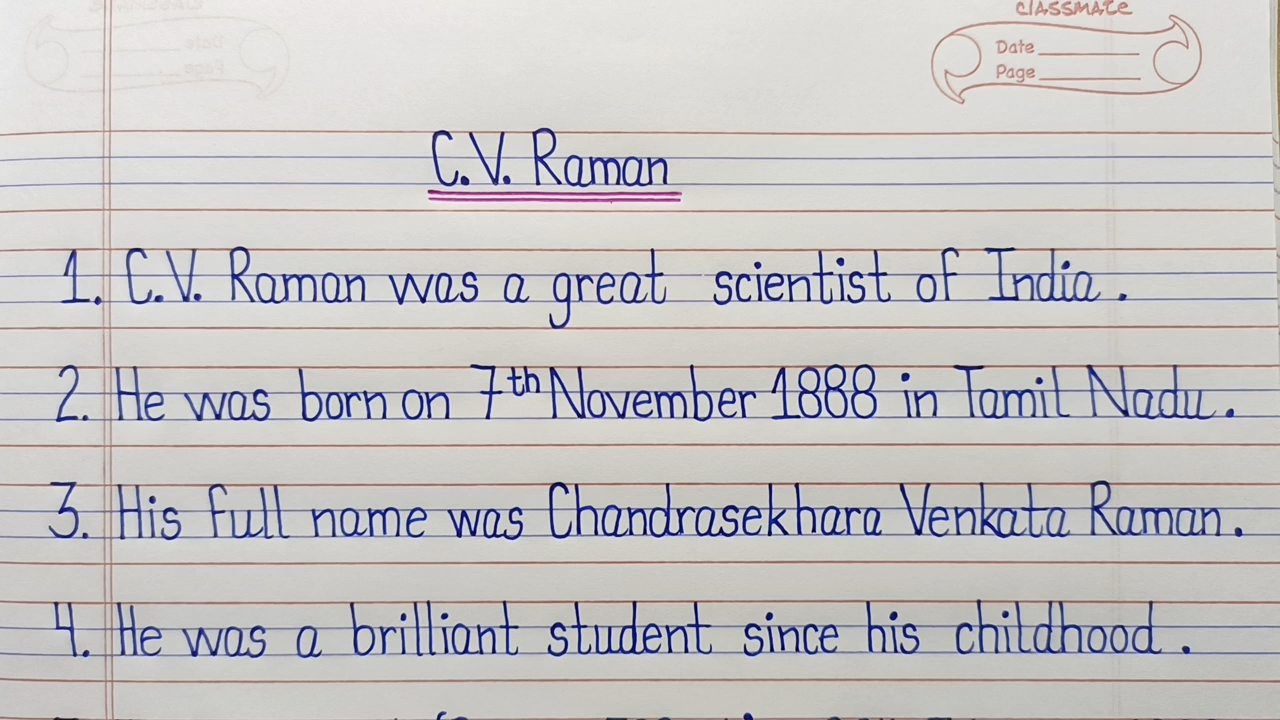 CLASSMATE
Date
Page
C.V. Raman
1. C.V. Raman was a great scientist of India.
2. He was born on 7th November 1888 in Tamil Nadu.
3. His full name was Chandrasekhara Venkata Raman.
4. He was a brilliant student since his childhood.